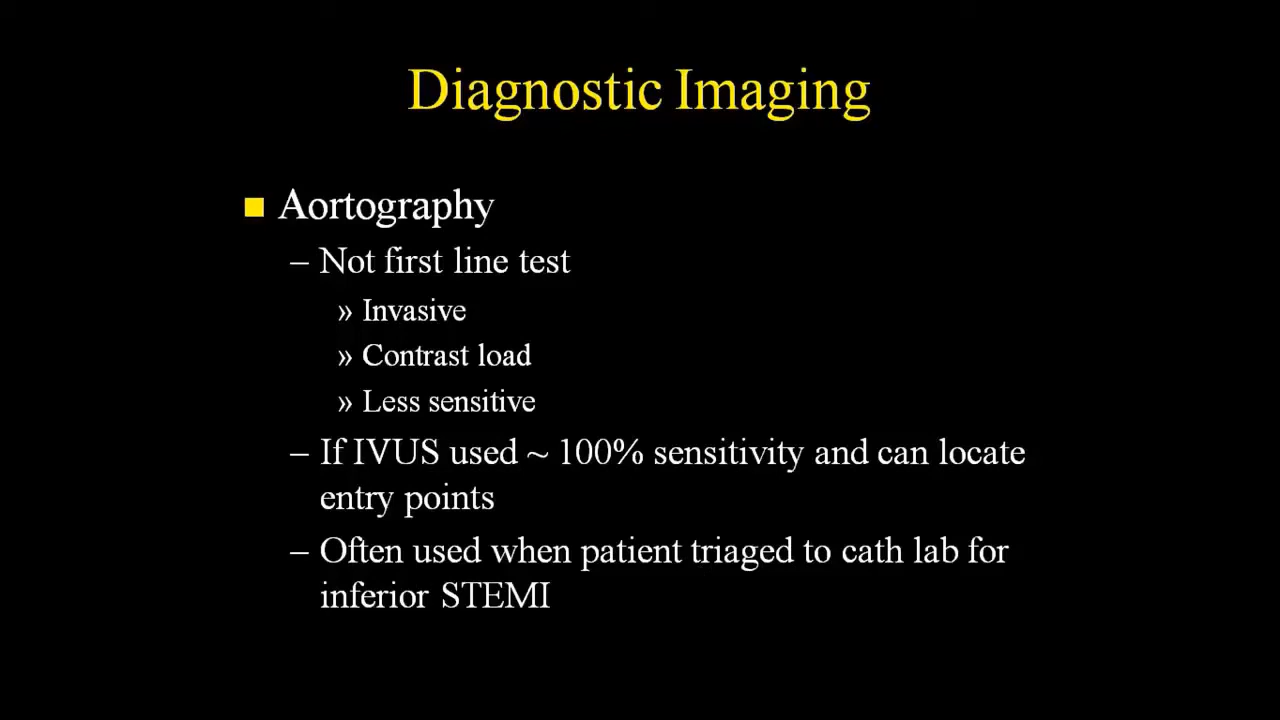 Diagnostic Imaging
■ Aortography
– Not first line test
» Invasive
» Contrast load
» Less sensitive
– If IVUS used ~ 100% sensitivity and can locate
entry points
– Often used when patient triaged to cath lab for
inferior STEMI